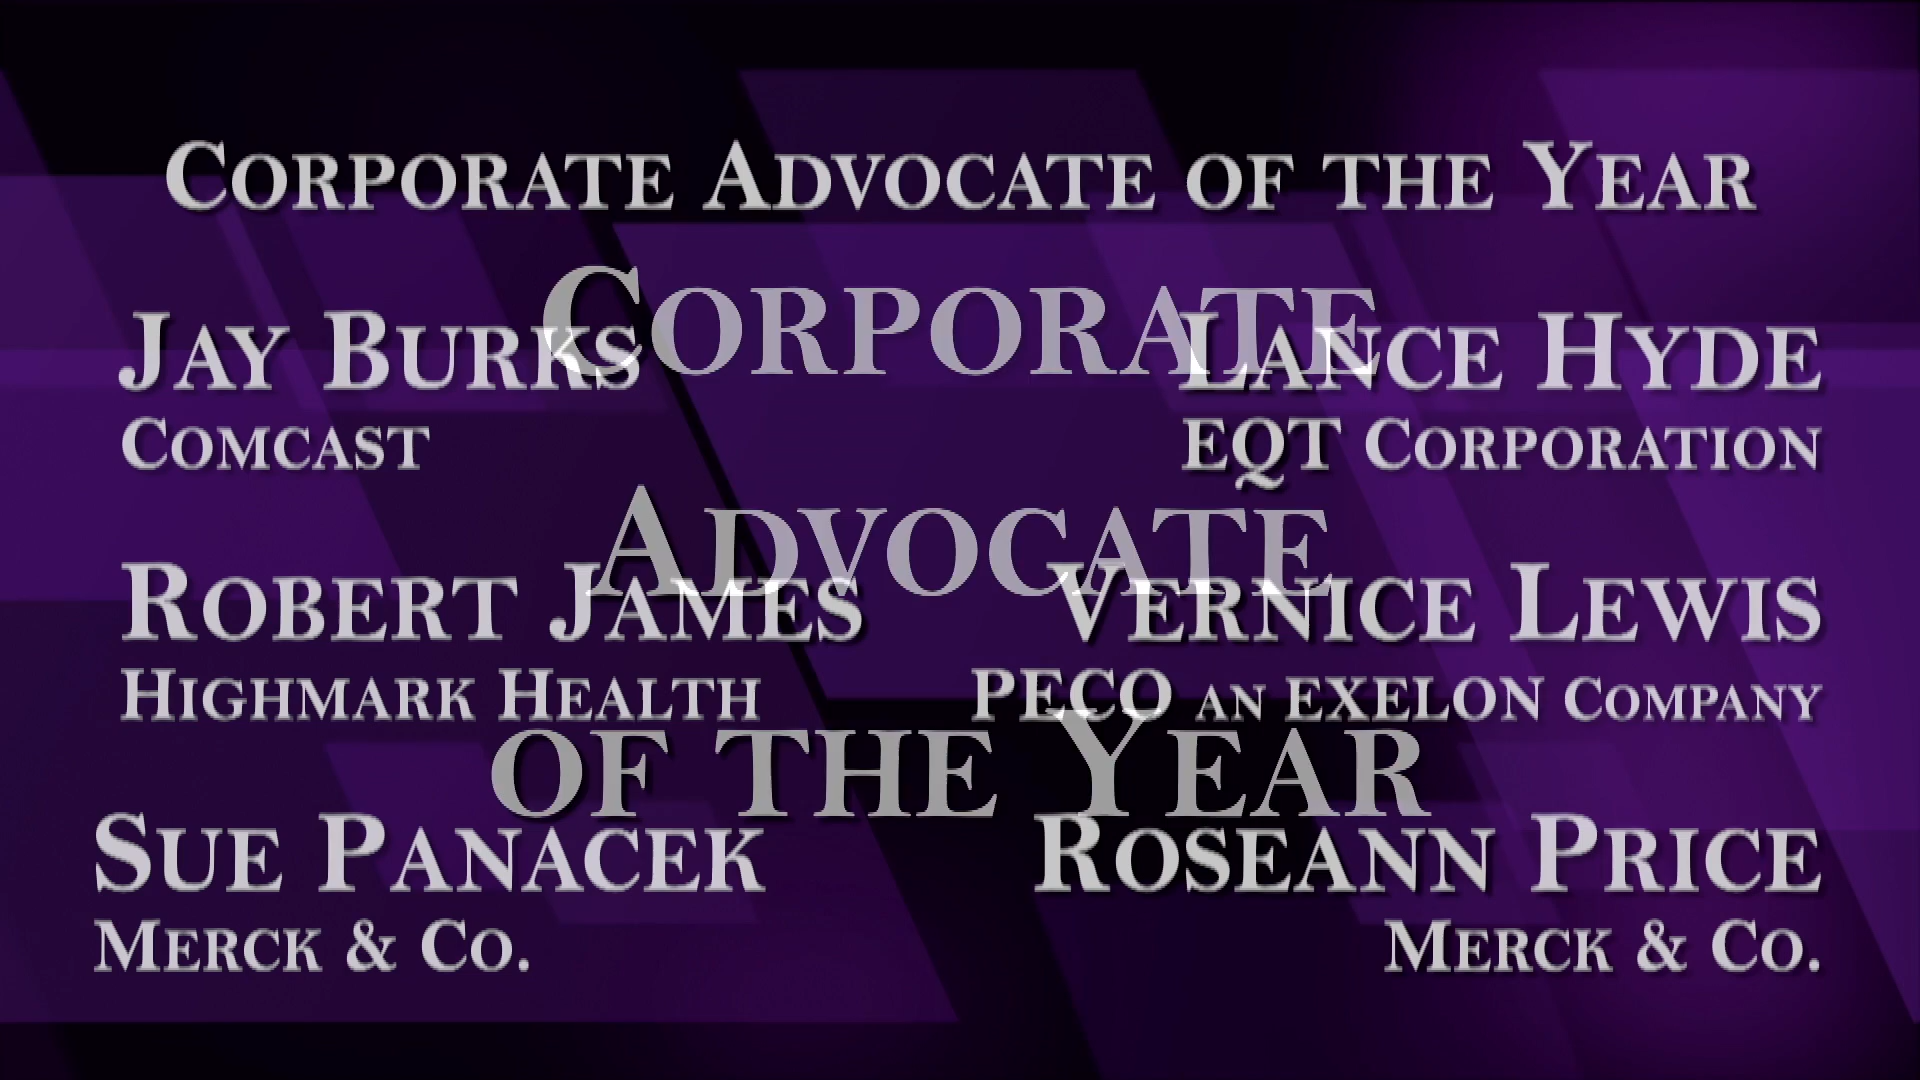 Corporate Advocate of the Year
Corporate
Jay Burks
Lance Hyde
Comcast
EQT Corporation
Advocate
Robert James
Vernice Lewis
Highmark Health
PECO an EXELON Company
of the Year
Sue Panacek
Roseann Price
Merck & Co.
Merck & Co.